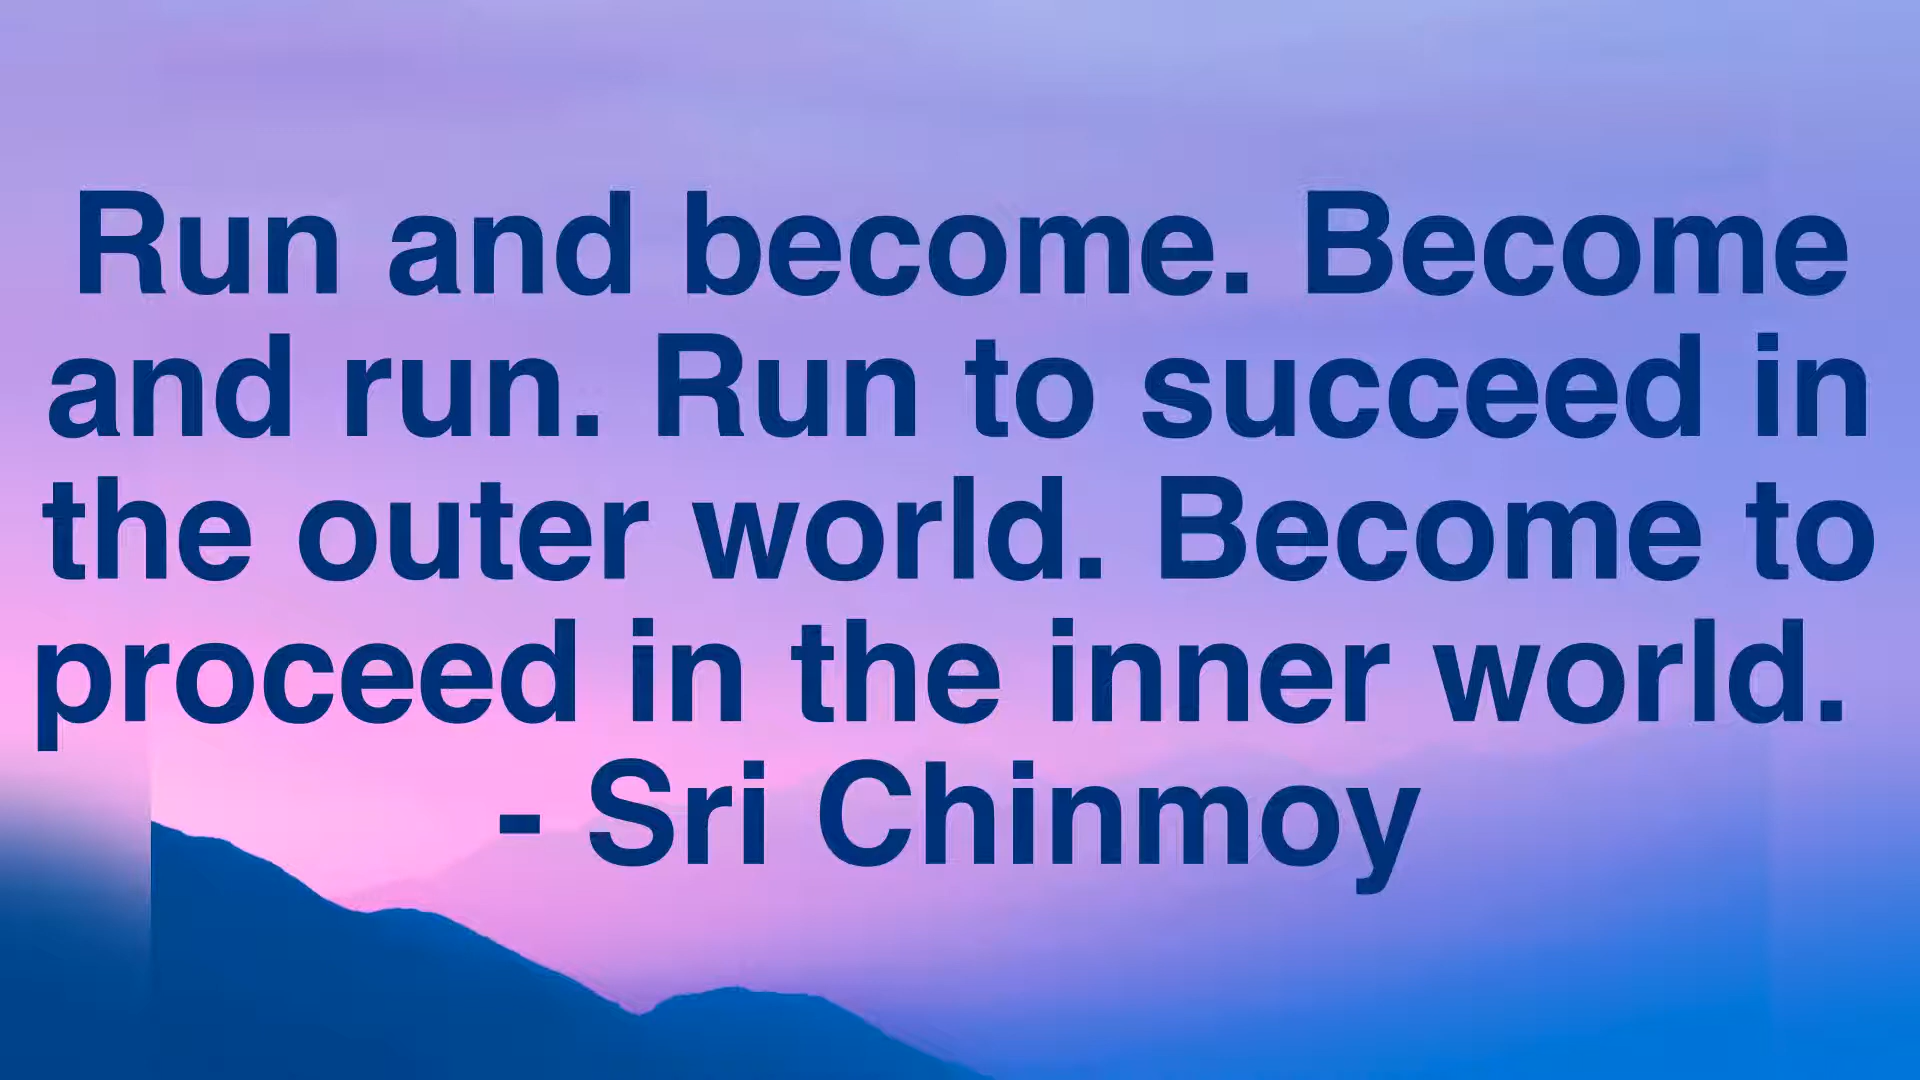 Run and become. Become
and run. Run to succeed in
the outer world. Become to
proceed in the inner world.
- Sri Chinmoy